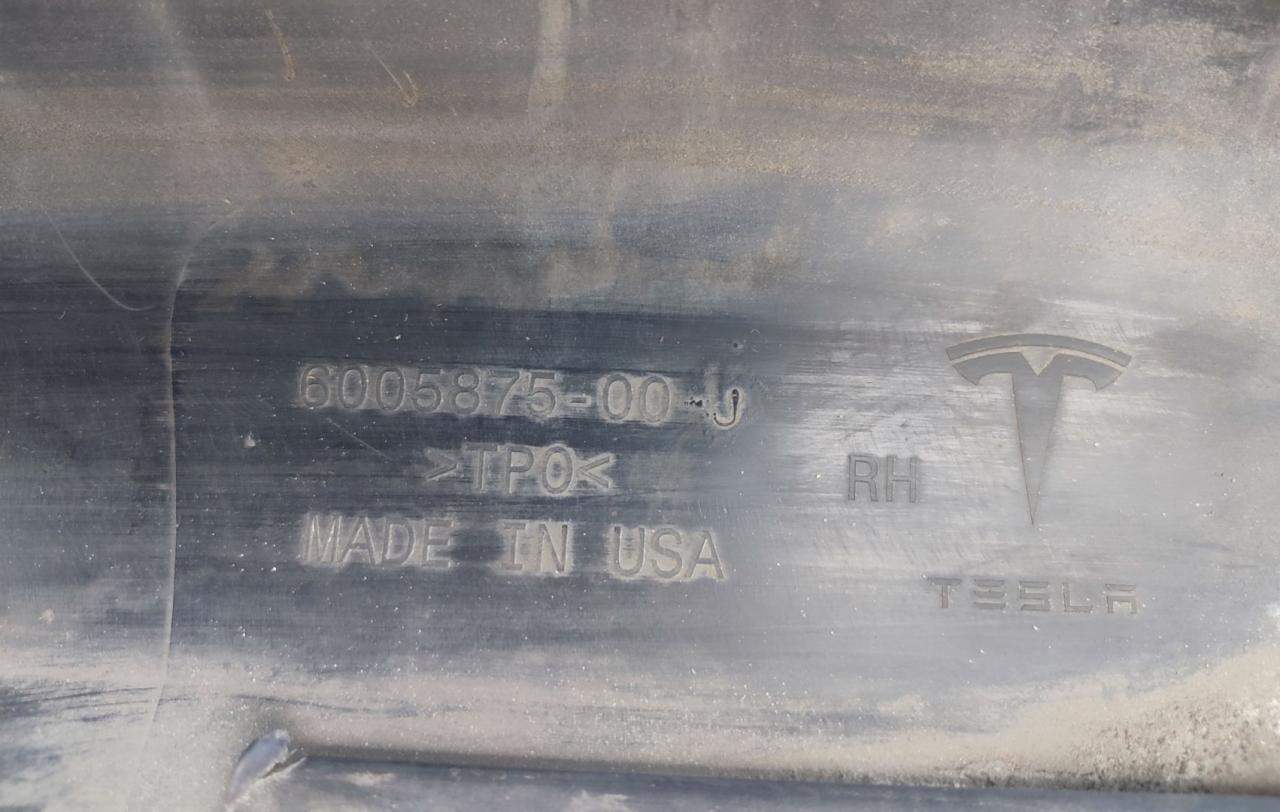 6005875-00-J
>TPO<
MADE IN USA
RH
TESLA